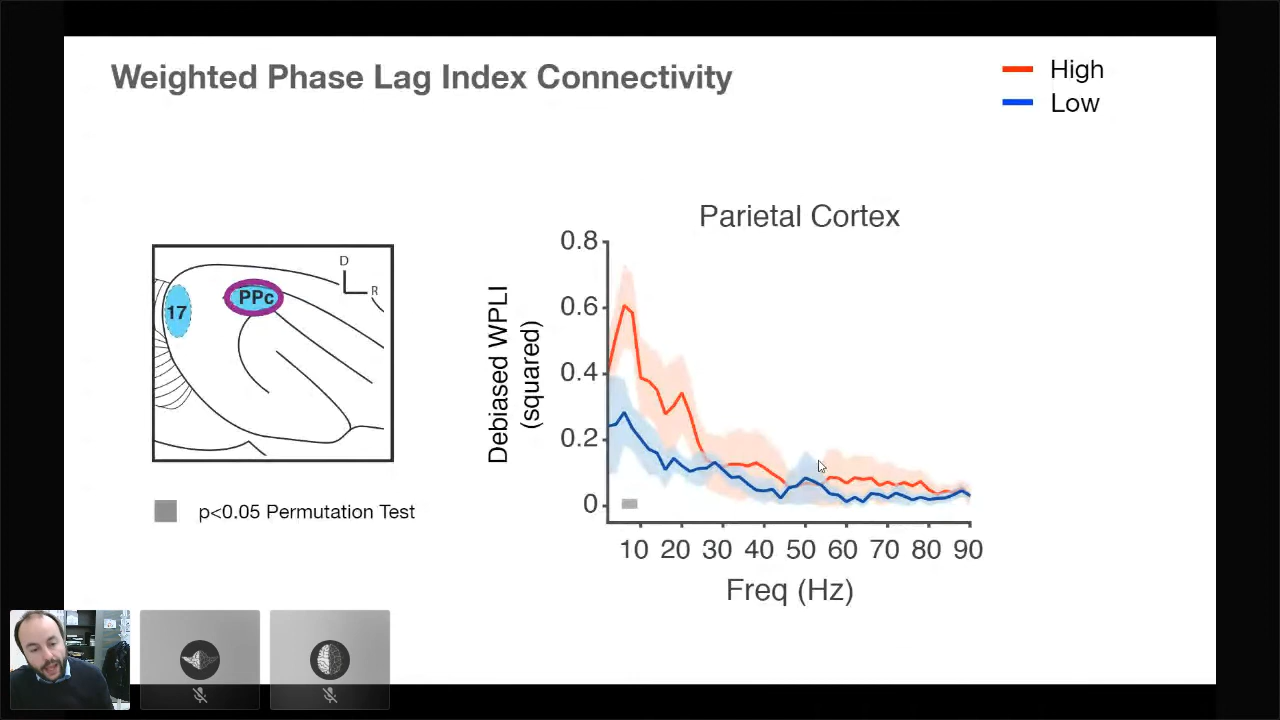 Weighted Phase Lag Index Connectivity
High
Low
Parietal Cortex
D
R
17
PPc
p<0.05 Permutation Test
Debiased WPLI
(squared)
0.8
0.6
0.4
0.2
0
10 20 30 40 50 60 70 80 90
Freq (Hz)